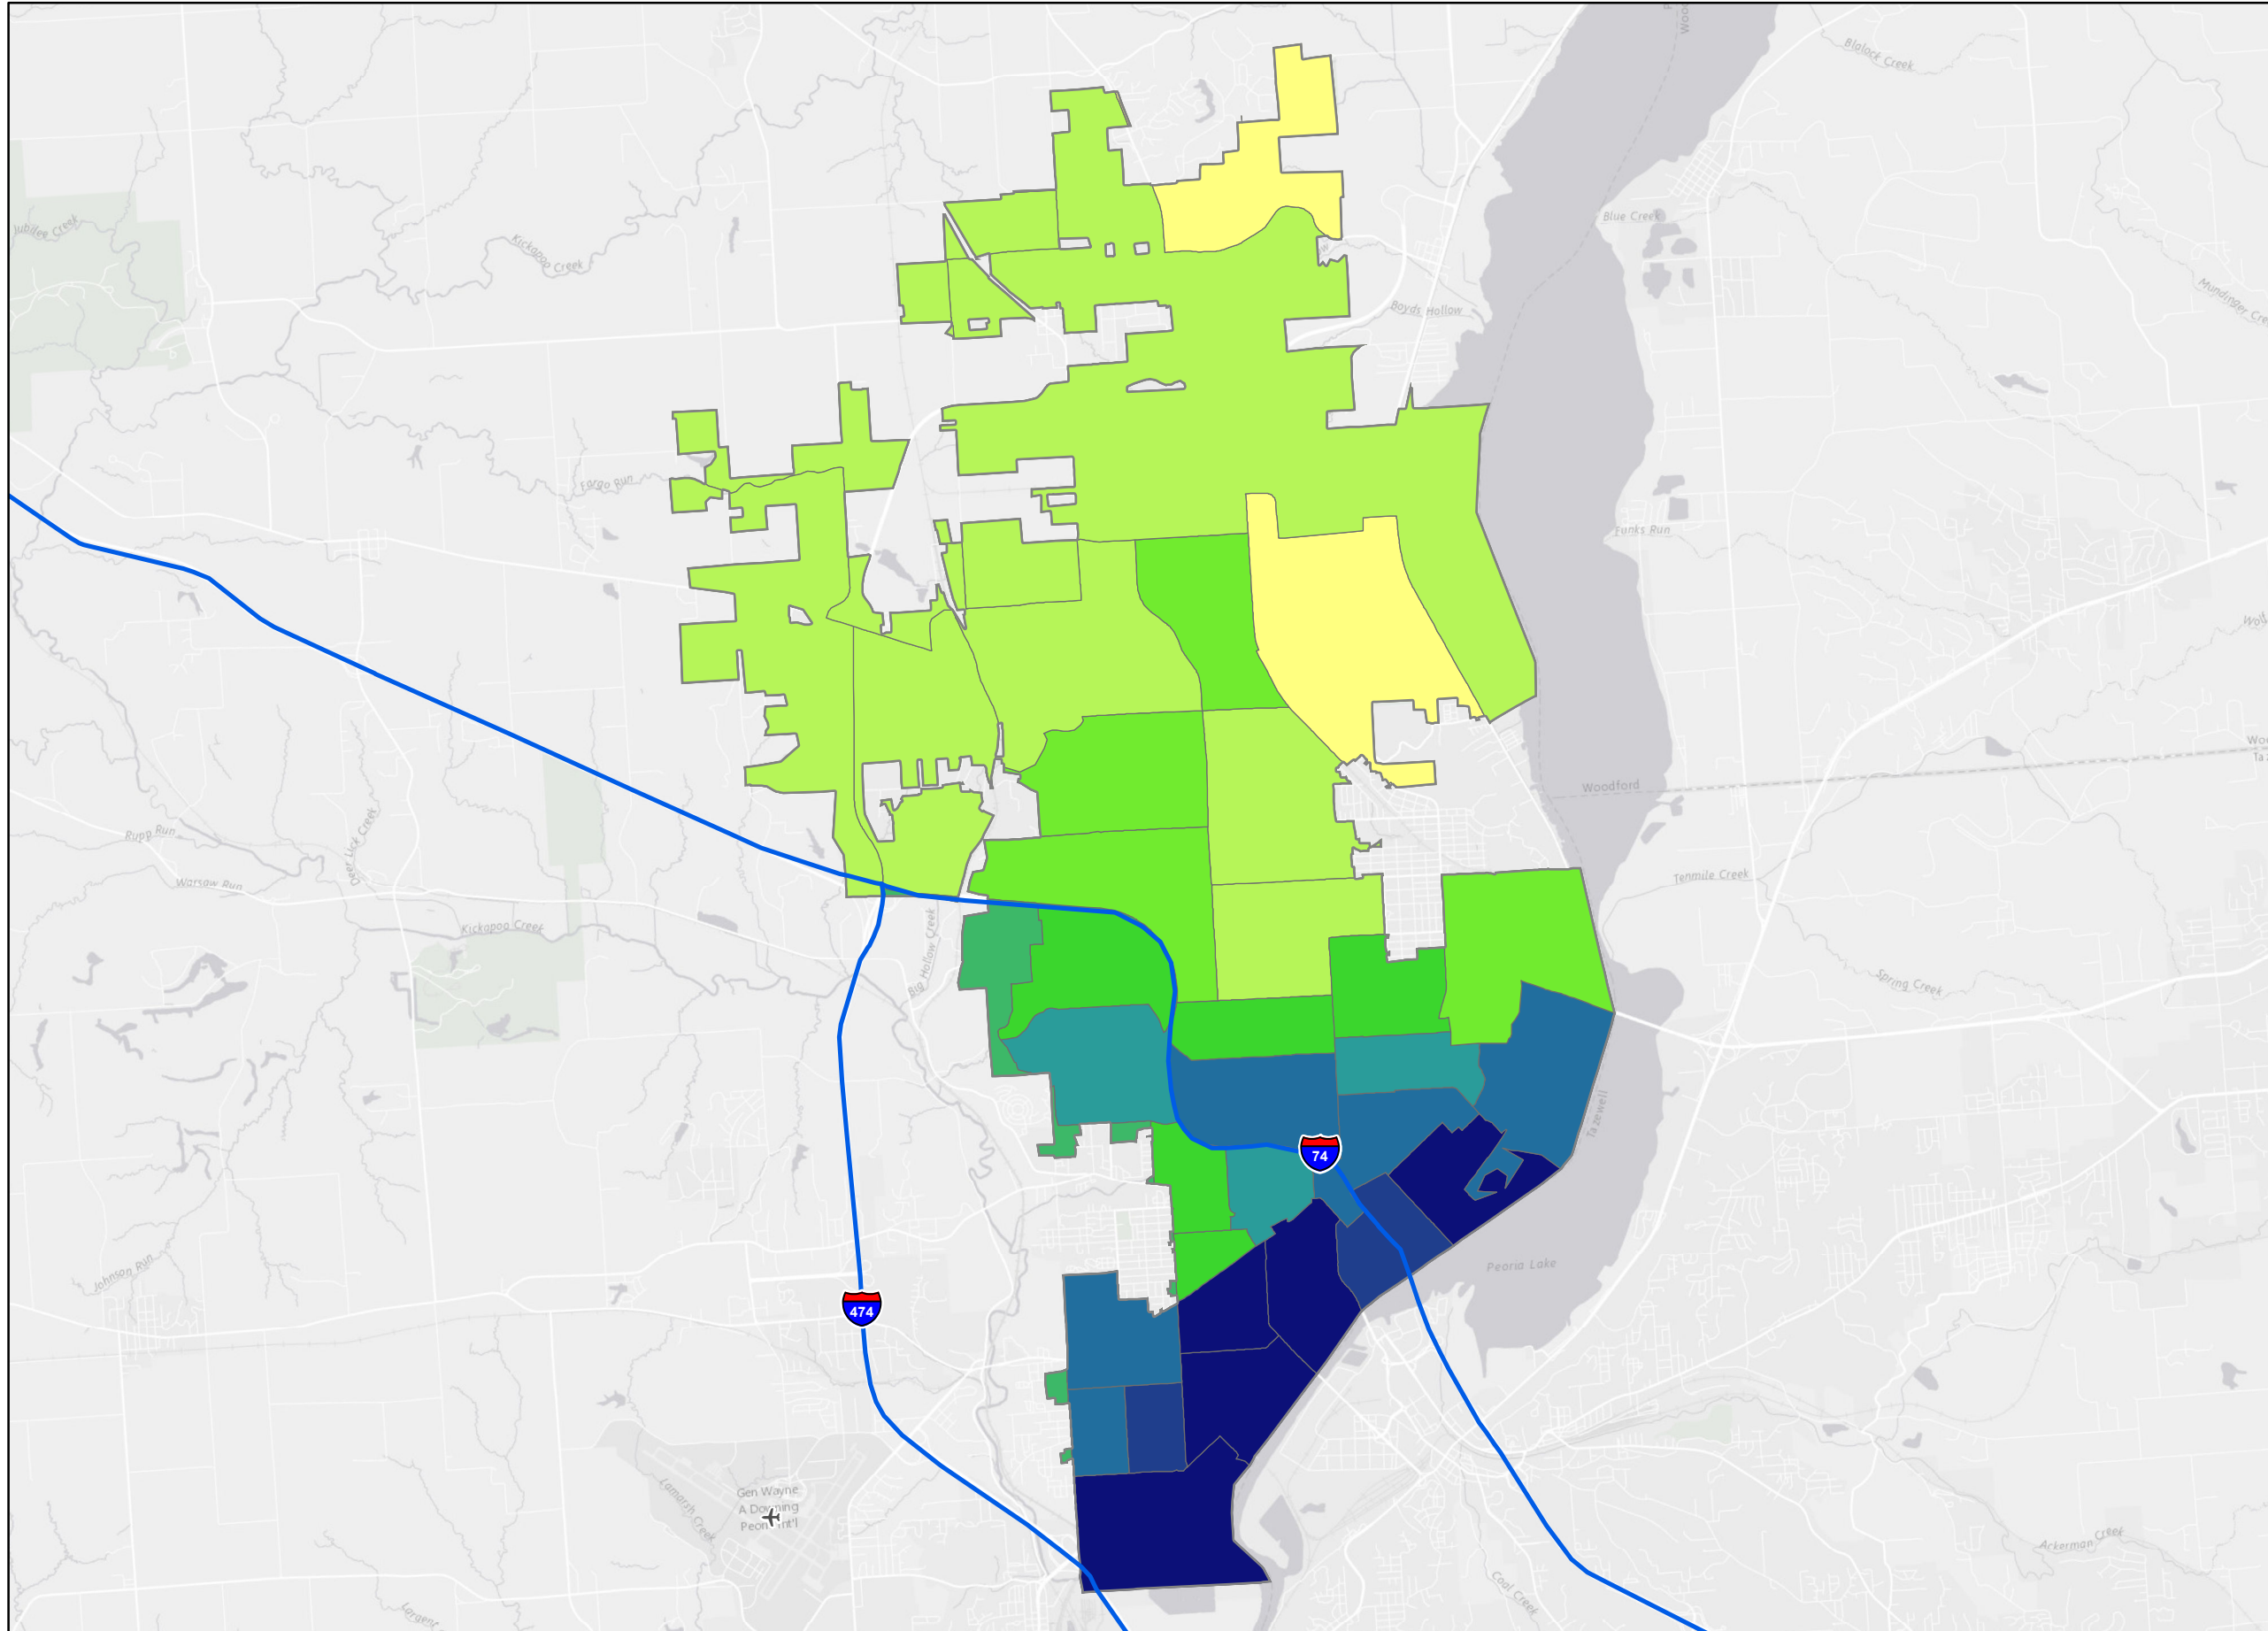 Blalock Creek
Jubilee Creek
Kickapoo Creek
Blue Creek
Boyds Hollow
Fargo Run
Funks Run
Woodford
Rupp Run
Deer Lick Creek
Warsaw Run
Tenmile Creek
Kickapoo Creek
Big Hollow Creek
Spring Creek
Tazewell
74
Johnson Run
Peoria Lake
474
Gen Wayne
A Downing
Lamarsh Creek
Ackerman Creek
Coal Creek